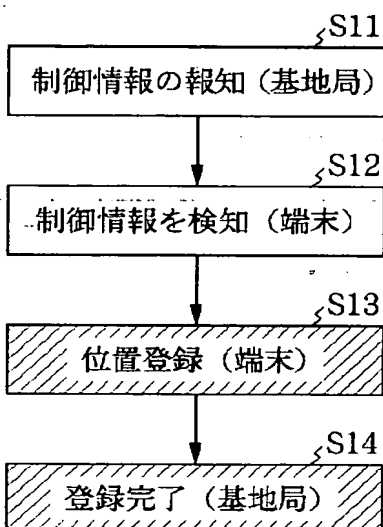 S11
制御情報の報知（基地局）
S12
制御情報を検知（端末）
S13
位置登録（端末）
S14
登録完了（基地局）